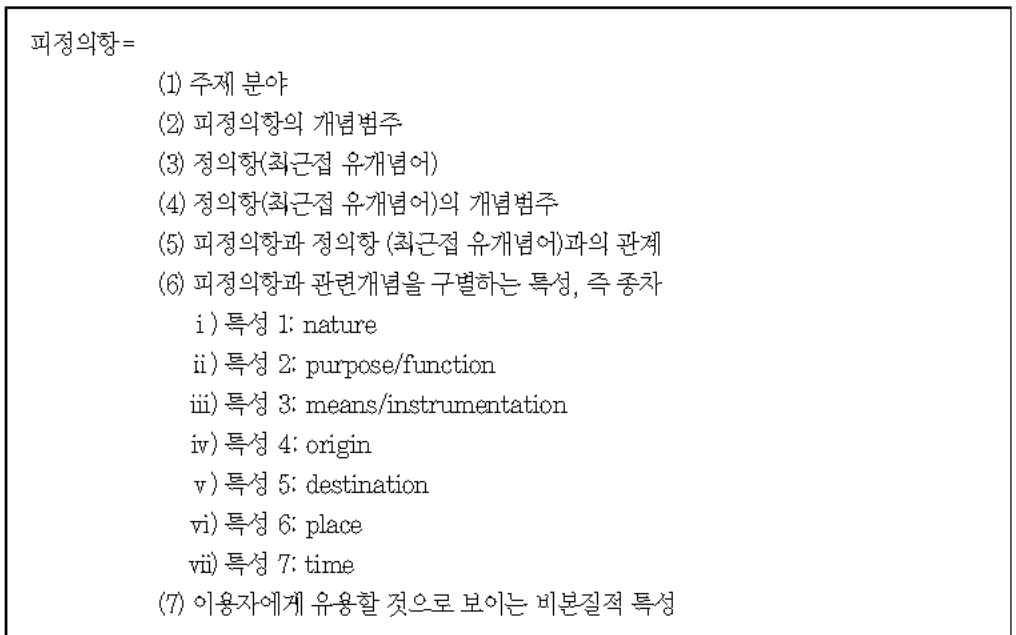 피정의항=
(1) 주제 분야
(2) 피정의항의 개념범주
(3) 정의항(최근접 유개념어)
(4) 정의항(최근접 유개념어)의 개념범주
(5) 피정의항과 정의항 (최근접 유개념어)과의 관계
(6) 피정의항과 관련개념을 구별하는 특성, 즉 종차
ⅰ) 특성 1: nature
ⅱ) 특성 2: purpose/function
ⅲ) 특성 3: means/instrumentation
ⅳ) 특성 4: origin
ⅴ) 특성 5: destination
ⅵ) 특성 6: place
ⅶ) 특성 7: time
(7) 이용자에게 유용할 것으로 보이는 비본질적 특성